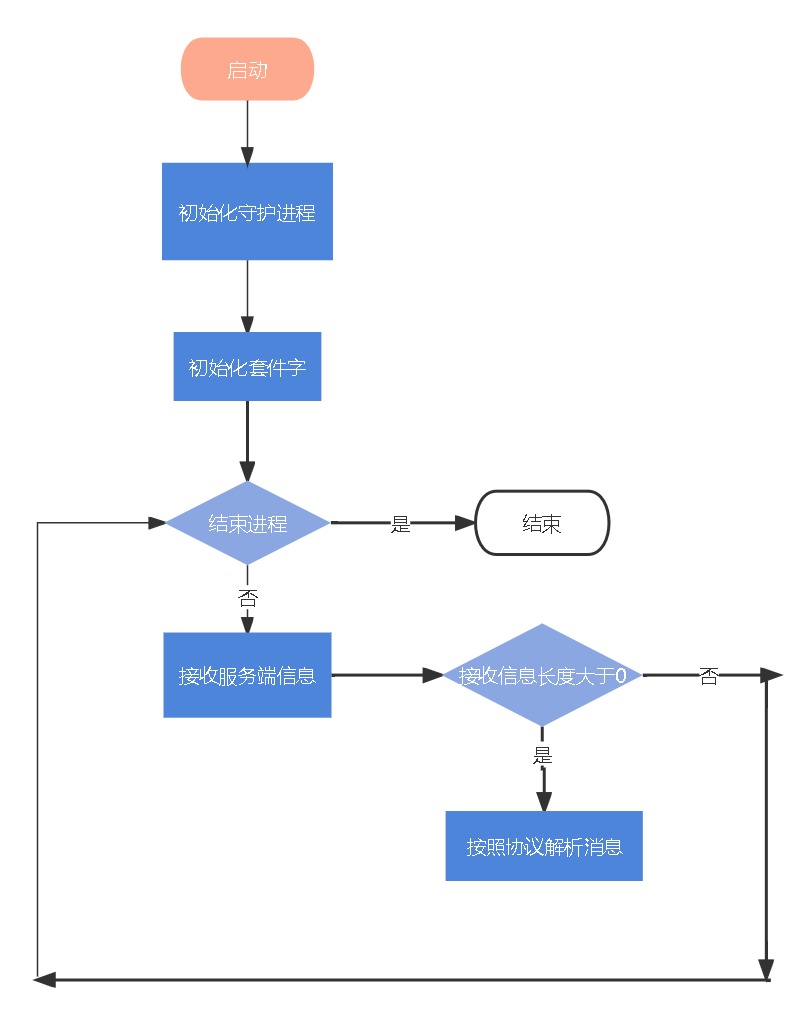 启动
初始化守护进程
初始化套件字
结束进程
是
结束
否
接收服务端信息
接收信息长度大于0
否
是
按照协议解析消息